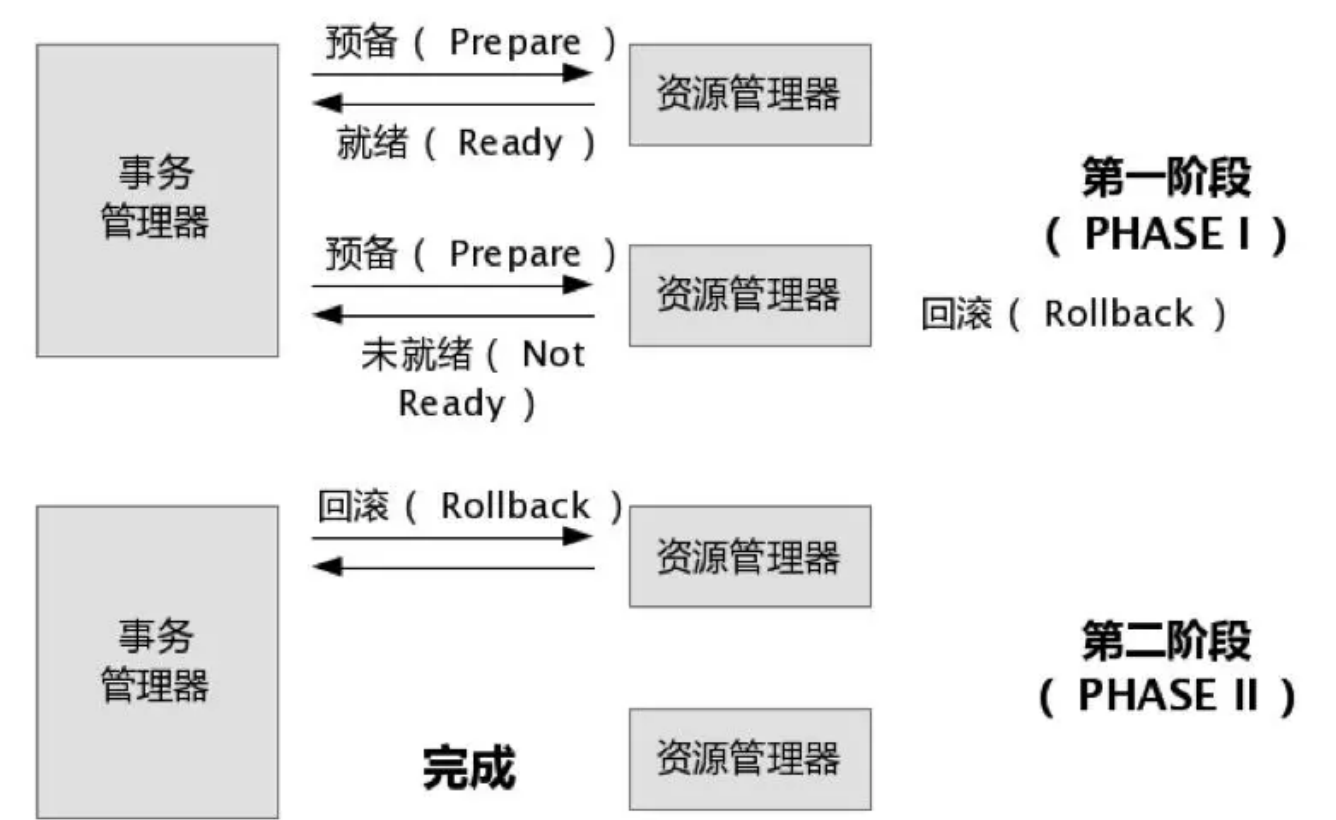 预备( Prepare )
资源管理器
就绪( Ready )
事务
管理器
第一阶段
( PHASE I )
预备( Prepare )
资源管理器
回滚( Rollback )
未就绪( Not
Ready )
回滚( Rollback )
资源管理器
事务
管理器
第二阶段
( PHASE II )
完成
资源管理器